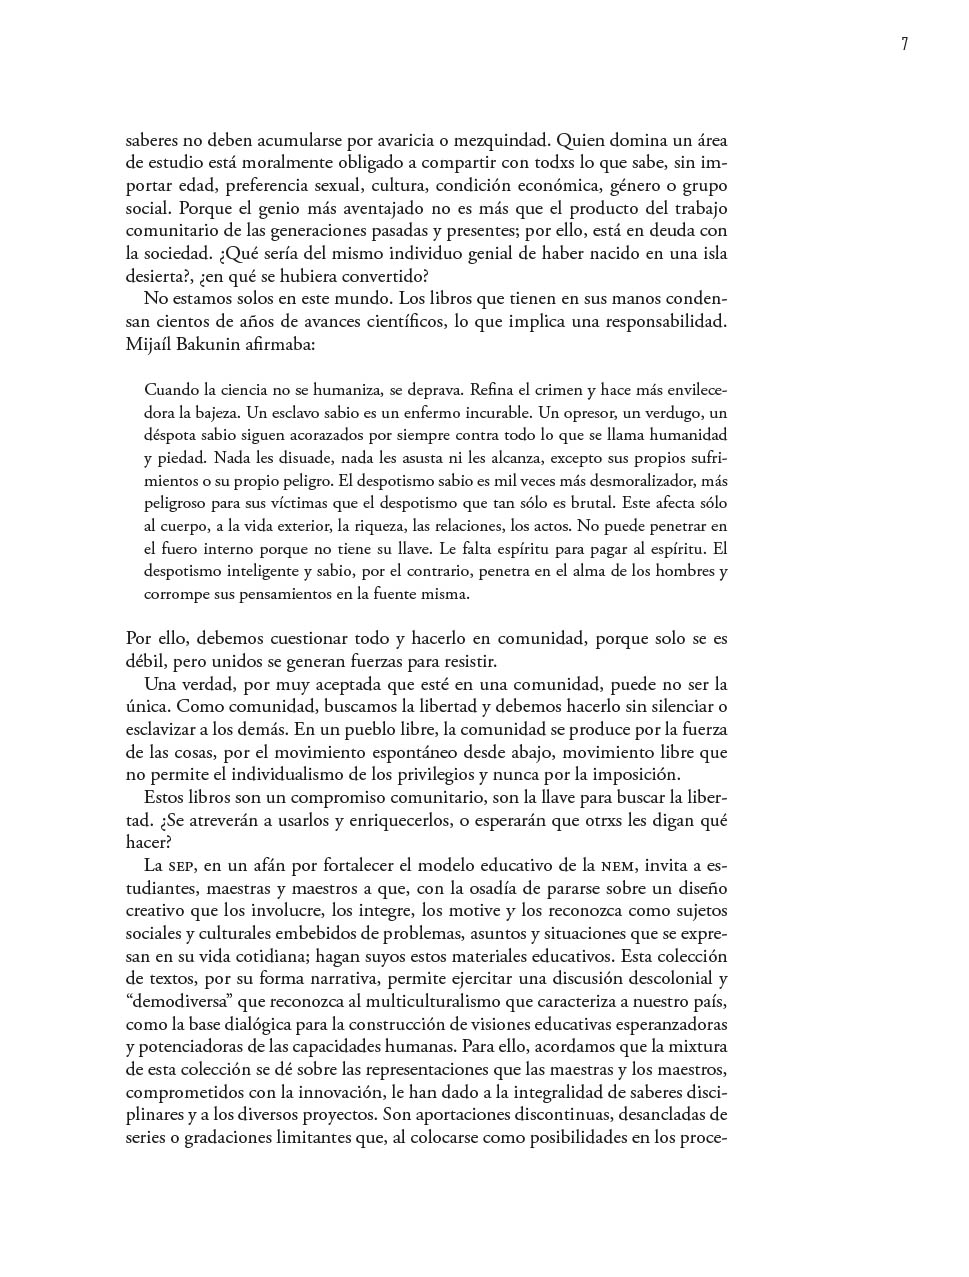 7
saberes no deben acumularse por avaricia o mezquindad. Quien domina un área
de estudio está moralmente obligado a compartir con todxs lo que sabe, sin im-
portar edad, preferencia sexual, cultura, condición económica, género o grupo
social. Porque el genio más aventajado no es más que el producto del trabajo
comunitario de las generaciones pasadas y presentes; por ello, está en deuda con
la sociedad. ¿Qué sería del mismo individuo genial de haber nacido en una isla
desierta?, ¿en qué se hubiera convertido?
No estamos solos en este mundo. Los libros que tienen en sus manos conden-
san cientos de años de avances científicos, lo que implica una responsabilidad.
Mijaíl Bakunin afirmaba:
Cuando la ciencia no se humaniza, se deprava. Refina el crimen y hace más envilece-
dora la bajeza. Un esclavo sabio es un enfermo incurable. Un opresor, un verdugo, un
déspota sabio siguen acorazados por siempre contra todo lo que se llama humanidad
y piedad. Nada les disuade, nada les asusta ni les alcanza, excepto sus propios sufri-
mientos o su propio peligro. El despotismo sabio es mil veces más desmoralizador, más
peligroso para sus víctimas que el despotismo que tan sólo es brutal. Este afecta sólo
al cuerpo, a la vida exterior, la riqueza, las relaciones, los actos. No puede penetrar en
el fuero interno porque no tiene su llave. Le falta espíritu para pagar al espíritu. El
despotismo inteligente y sabio, por el contrario, penetra en el alma de los hombres y
corrompe sus pensamientos en la fuente misma.
Por ello, debemos cuestionar todo y hacerlo en comunidad, porque solo se es
débil, pero unidos se generan fuerzas para resistir.
Una verdad, por muy aceptada que esté en una comunidad, puede no ser la
única. Como comunidad, buscamos la libertad y debemos hacerlo sin silenciar o
esclavizar a los demás. En un pueblo libre, la comunidad se produce por la fuerza
de las cosas, por el movimiento espontáneo desde abajo, movimiento libre que
no permite el individualismo de los privilegios y nunca por la imposición.
Estos libros son un compromiso comunitario, son la llave para buscar la liber-
tad. ¿Se atreverán a usarlos y enriquecerlos, o esperarán que otrxs les digan qué
hacer?
La SEP, en un afán por fortalecer el modelo educativo de la NEM, invita a es-
tudiantes, maestras y maestros a que, con la osadía de pararse sobre un diseño
creativo que los involucre, los integre, los motive y los reconozca como sujetos
sociales y culturales embebidos de problemas, asuntos y situaciones que se expre-
san en su vida cotidiana; hagan suyos estos materiales educativos. Esta colección
de textos, por su forma narrativa, permite ejercitar una discusión descolonial y
“demodiversa” que reconozca al multiculturalismo que caracteriza a nuestro país,
como la base dialógica para la construcción de visiones educativas esperanzadoras
y potenciadoras de las capacidades humanas. Para ello, acordamos que la mixtura
de esta colección se dé sobre las representaciones que las maestras y los maestros,
comprometidos con la innovación, le han dado a la integralidad de saberes disci-
plinares y a los diversos proyectos. Son aportaciones discontinuas, desancladas de
series o gradaciones limitantes que, al colocarse como posibilidades en los proce-